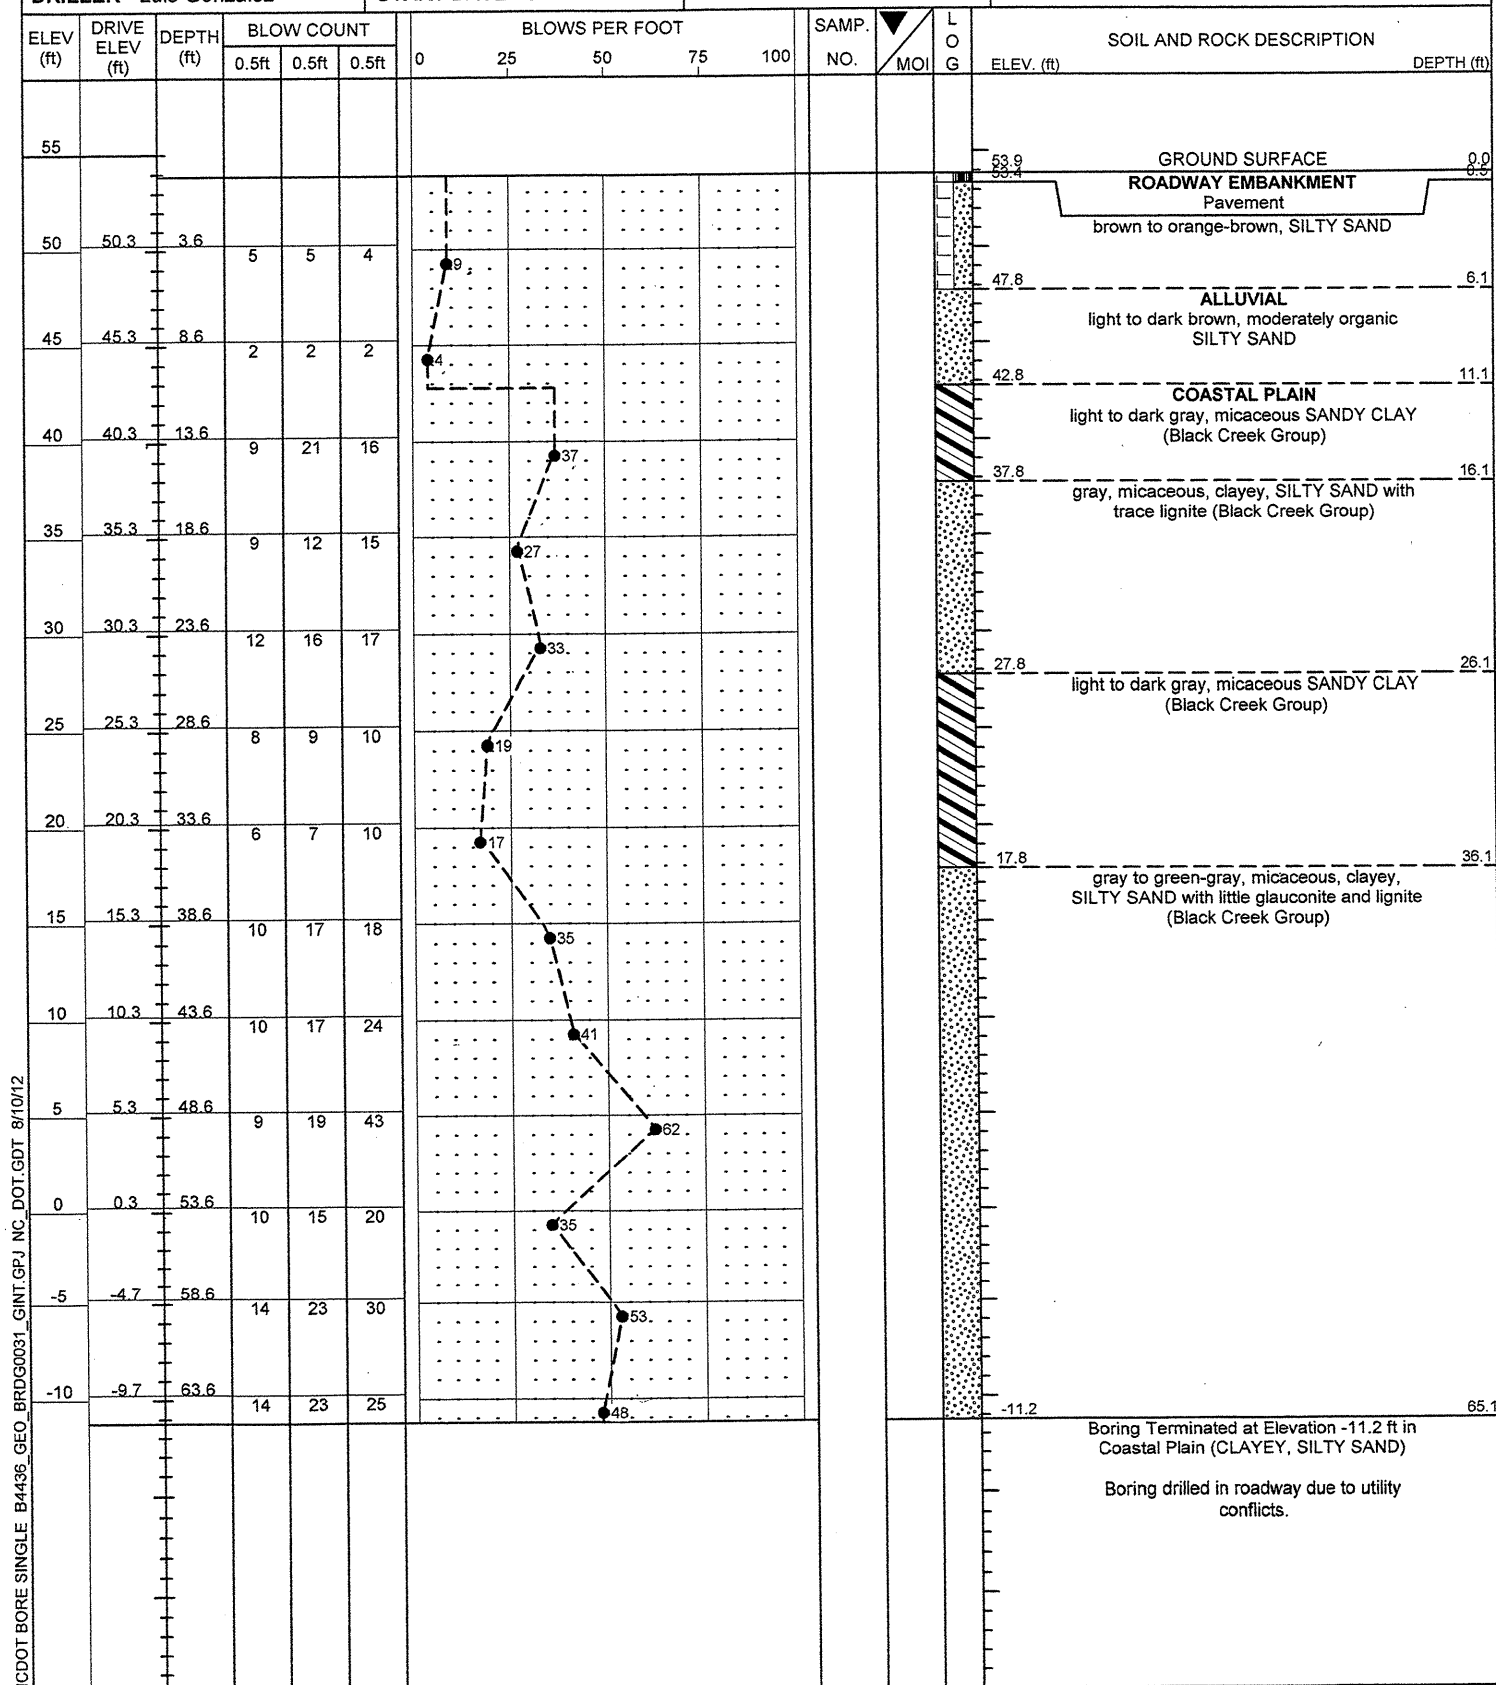 ELEV (ft) DRIVE ELEV (ft) DEPTH (ft) BLOW COUNT BLOWS PER FOOT SAMP. NO. MOI LOG SOIL AND ROCK DESCRIPTION
0.5ft 0.5ft 0.5ft 0 25 50 75 100 ELEV. (ft) DEPTH (ft)
55
53.9 GROUND SURFACE 0.0
53.4 0.5
ROADWAY EMBANKMENT
Pavement
brown to orange-brown, SILTY SAND
50 50.3 3.6 5 5 4 9
47.8 6.1
ALLUVIAL
light to dark brown, moderately organic
SILTY SAND
45 45.3 8.6 2 2 2 4
42.8 11.1
COASTAL PLAIN
light to dark gray, micaceous SANDY CLAY
(Black Creek Group)
40 40.3 13.6 9 21 16 37
37.8 16.1
gray, micaceous, clayey, SILTY SAND with
trace lignite (Black Creek Group)
35 35.3 18.6 9 12 15 27
30 30.3 23.6 12 16 17 33
27.8 26.1
light to dark gray, micaceous SANDY CLAY
(Black Creek Group)
25 25.3 28.6 8 9 10 19
20 20.3 33.6 6 7 10 17
17.8 36.1
gray to green-gray, micaceous, clayey,
SILTY SAND with little glauconite and lignite
(Black Creek Group)
15 15.3 38.6 10 17 18 35
10 10.3 43.6 10 17 24 41
5 5.3 48.6 9 19 43 62
0 0.3 53.6 10 15 20 35
-5 -4.7 58.6 14 23 30 53
-10 -9.7 63.6 14 23 25 48
-11.2 65.1
Boring Terminated at Elevation -11.2 ft in
Coastal Plain (CLAYEY, SILTY SAND)
Boring drilled in roadway due to utility
conflicts.
CDOT BORE SINGLE B4436_GEO_BRDG0031_GINT.GPJ NC_DOT.GDT 8/10/12